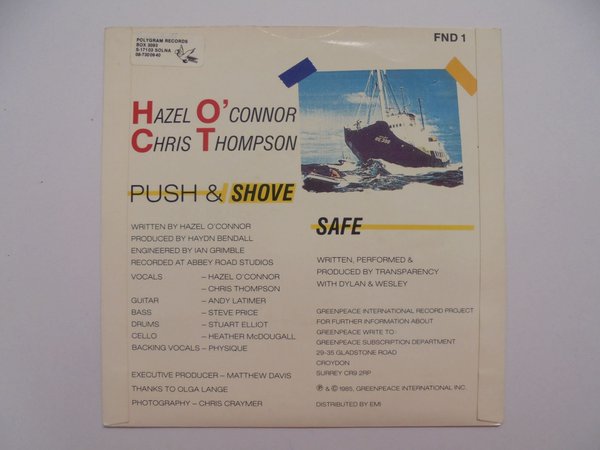 POLYGRAM RECORDS
BOX 3083
S-17103 SOLNA
FND 1
HAZEL O'CONNOR
CHRIS THOMPSON
PUSH & SHOVE
WRITTEN BY HAZEL O'CONNOR
PRODUCED BY HAYDN BENDALL
ENGINEERED BY IAN GRIMBLE
RECORDED AT ABBEY ROAD STUDIOS
VOCALS – HAZEL O'CONNOR
– CHRIS THOMPSON
GUITAR – ANDY LATIMER
BASS – STEVE PRICE
DRUMS – STUART ELLIOT
CELLO – HEATHER McDOUGALL
BACKING VOCALS – PHYSIQUE
EXECUTIVE PRODUCER – MATTHEW DAVIS
THANKS TO OLGA LANGE
PHOTOGRAPHY – CHRIS CRAYMER
SAFE
WRITTEN, PERFORMED &
PRODUCED BY TRANSPARENCY
WITH DYLAN & WESLEY
GREENPEACE INTERNATIONAL RECORD PROJECT
FOR FURTHER INFORMATION ABOUT
GREENPEACE WRITE TO:
GREENPEACE SUBSCRIPTION DEPARTMENT
29-35 GLADSTONE ROAD
CROYDON
SURREY CR9 2RP
℗ & © 1985, GREENPEACE INTERNATIONAL INC.
DISTRIBUTED BY EMI